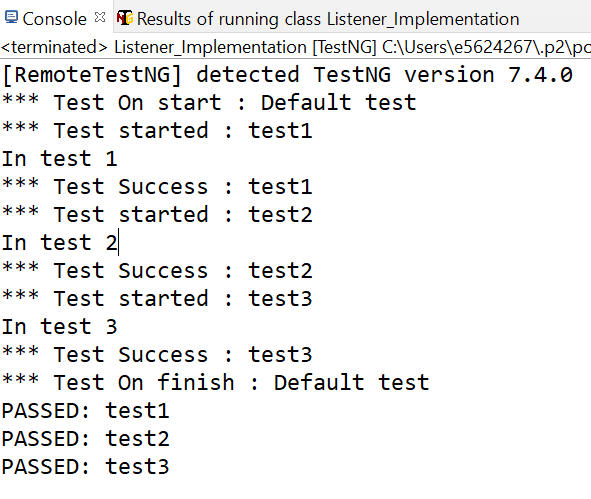 Console
Results of running class Listener_Implementation
<terminated> Listener_Implementation [TestNG] C:\Users\e5624267\.p2\po
[RemoteTestNG] detected TestNG version 7.4.0
*** Test On start : Default test
*** Test started : test1
In test 1
*** Test Success : test1
*** Test started : test2
In test 2
*** Test Success : test2
*** Test started : test3
In test 3
*** Test Success : test3
*** Test On finish : Default test
PASSED: test1
PASSED: test2
PASSED: test3